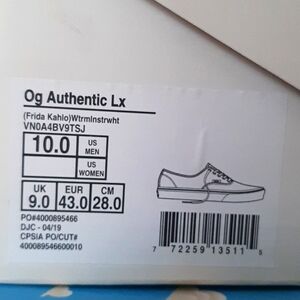 Og Authentic Lx
(Frida Kahlo)Wtrmlnstrwht
VN0A4BV9TSJ
10.0 US MEN
US WOMEN
UK 9.0 EUR 43.0 CM 28.0
PO#4000895466
DJC - 04/19
CPSIA PO/CUT#
400089546600010
7 72259 13511 5